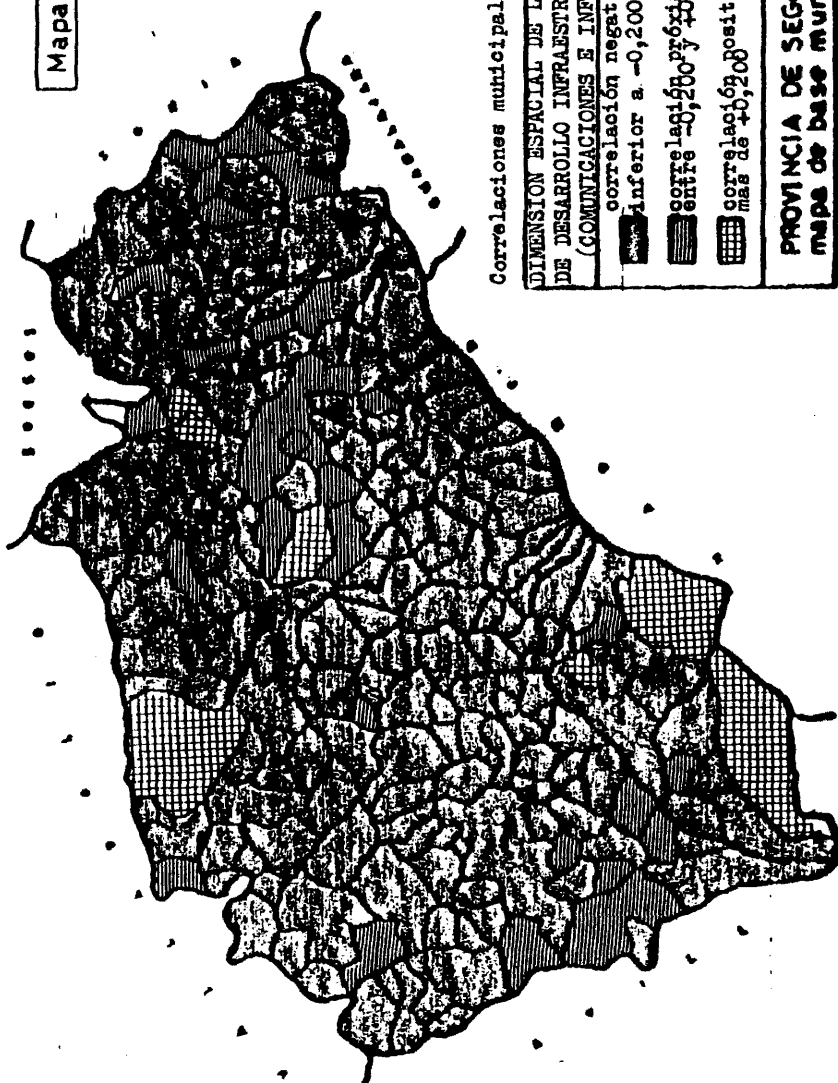 Mapa
Correlaciones municipal
DIMENSION ESPACIAL DE L
DE DESARROLLO INFRAESTR
(COMUNICACIONES E INF
correlación negat
inferior a -0,200
correlación próxi
entre -0,200 y +0
correlación posit
mas de +0,200
PROVINCIA DE SEG
mapa de base mun